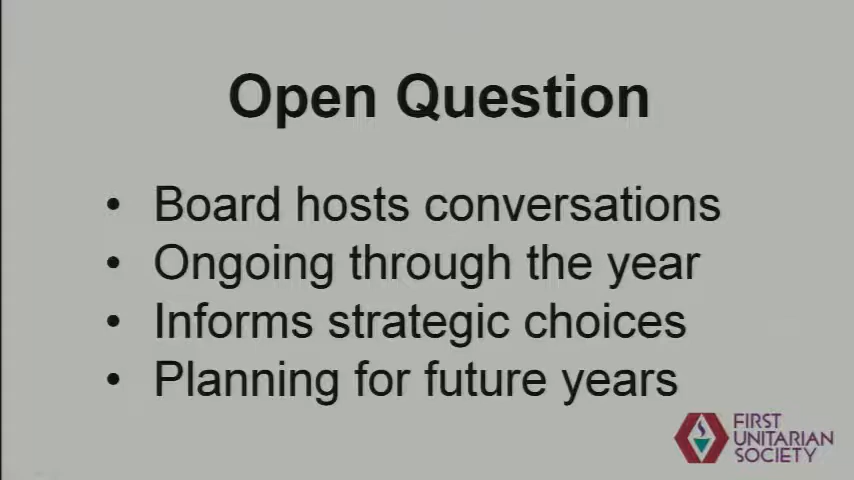 Open Question
• Board hosts conversations
• Ongoing through the year
• Informs strategic choices
• Planning for future years
FIRST
UNITARIAN
SOCIETY